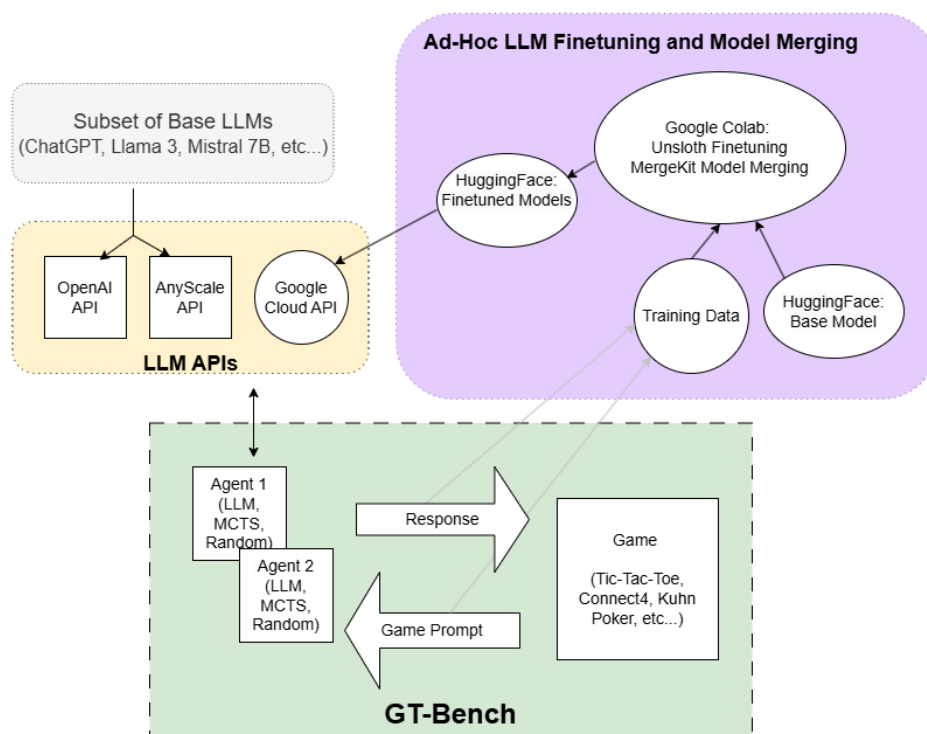 Ad-Hoc LLM Finetuning and Model Merging
Subset of Base LLMs
(ChatGPT, Llama 3, Mistral 7B, etc...)
Google Colab:
Unsloth Finetuning
MergeKit Model Merging
HuggingFace:
Finetuned Models
OpenAI
API
AnyScale
API
Google
Cloud API
Training Data
HuggingFace:
Base Model
LLM APIs
Agent 1
(LLM,
MCTS,
Random)
Agent 2
(LLM,
MCTS,
Random)
Response
Game Prompt
Game
(Tic-Tac-Toe,
Connect4, Kuhn
Poker, etc...)
GT-Bench